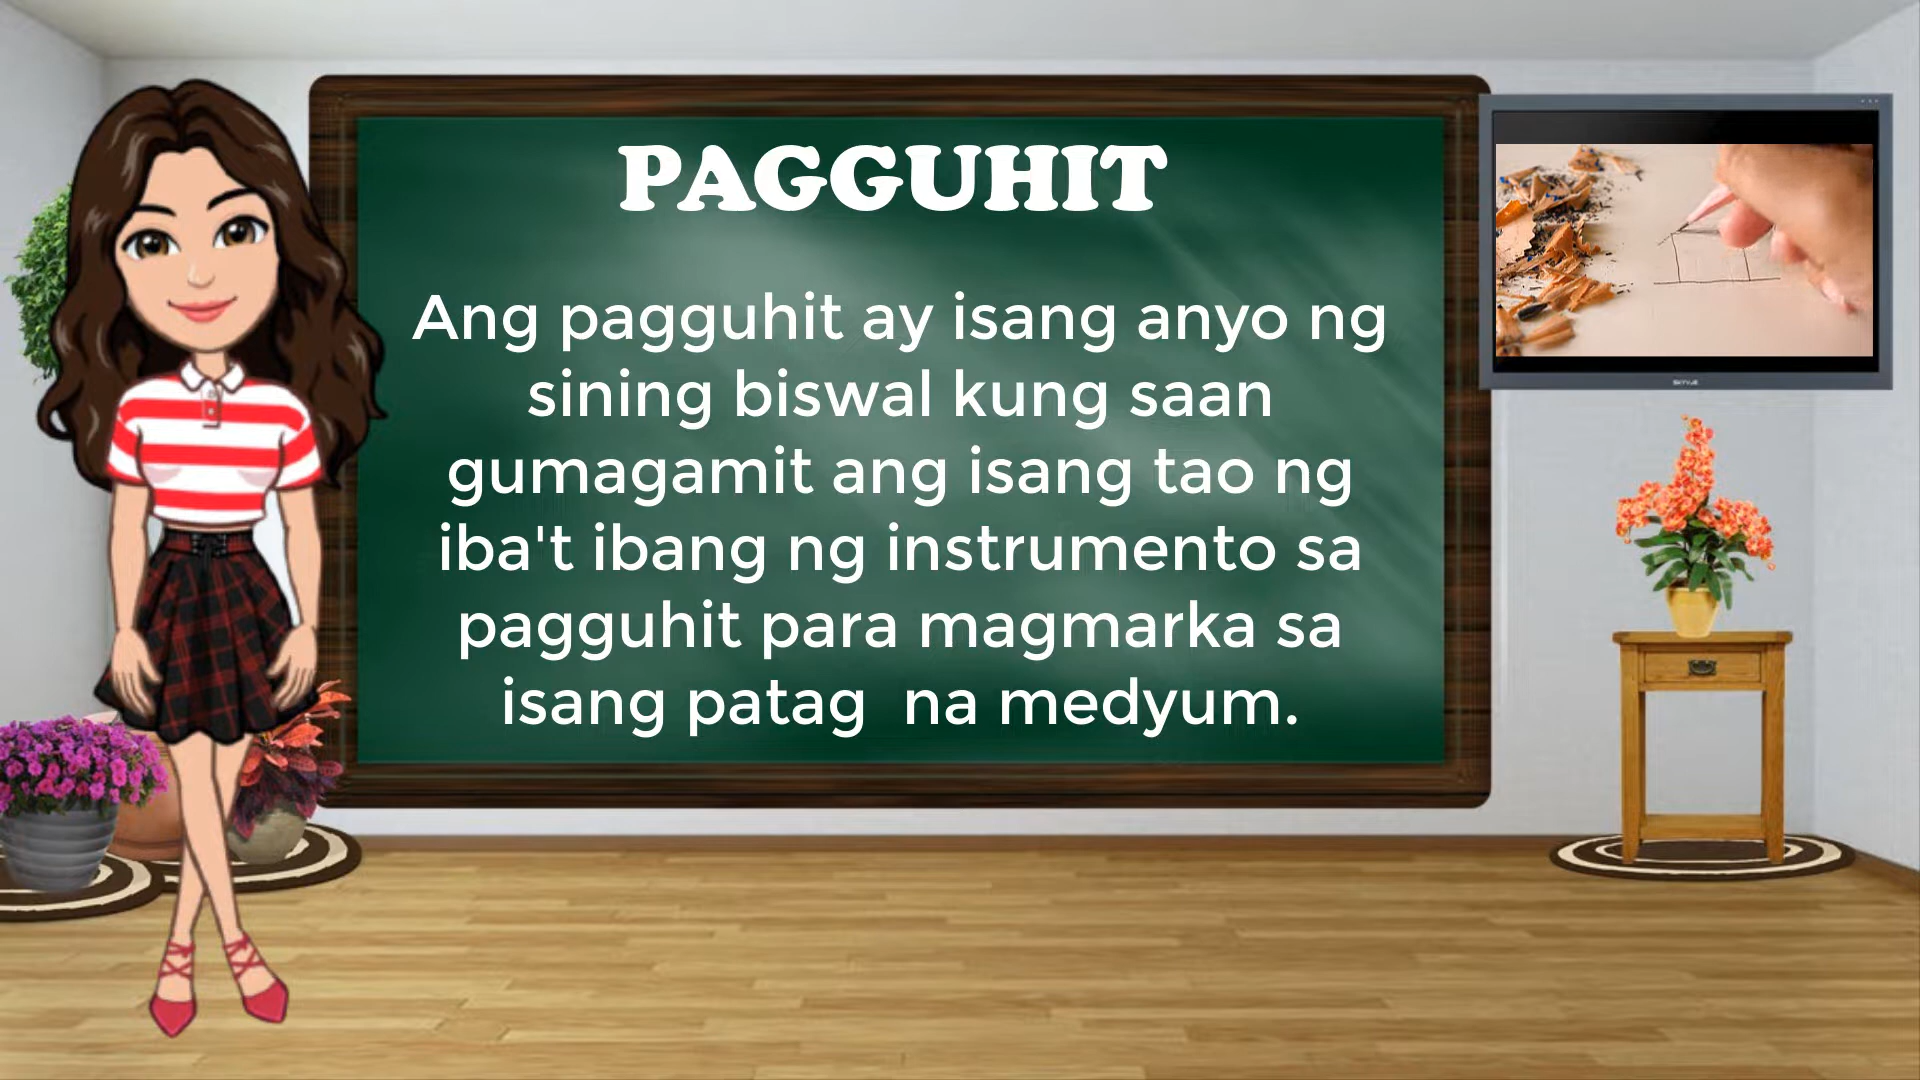 PAGGUHIT
Ang pagguhit ay isang anyo ng
sining biswal kung saan
gumagamit ang isang tao ng
iba't ibang ng instrumento sa
pagguhit para magmarka sa
isang patag  na medyum.